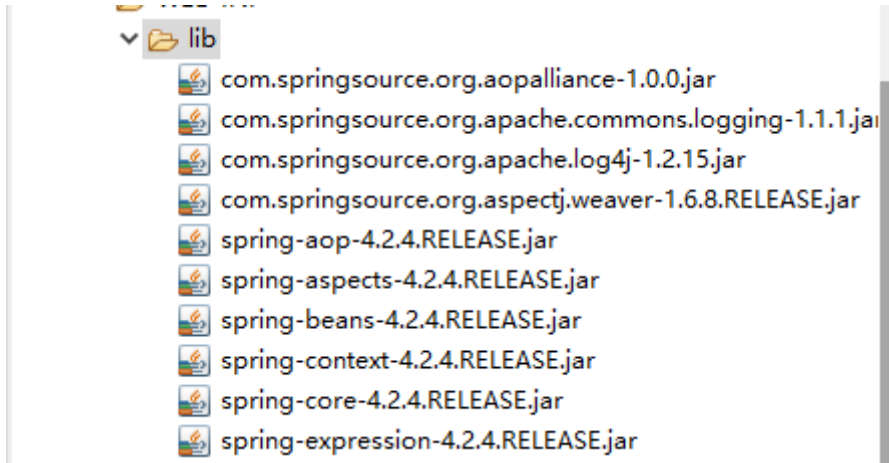 lib
com.springsource.org.aopalliance-1.0.0.jar
com.springsource.org.apache.commons.logging-1.1.1.jar
com.springsource.org.apache.log4j-1.2.15.jar
com.springsource.org.aspectj.weaver-1.6.8.RELEASE.jar
spring-aop-4.2.4.RELEASE.jar
spring-aspects-4.2.4.RELEASE.jar
spring-beans-4.2.4.RELEASE.jar
spring-context-4.2.4.RELEASE.jar
spring-core-4.2.4.RELEASE.jar
spring-expression-4.2.4.RELEASE.jar